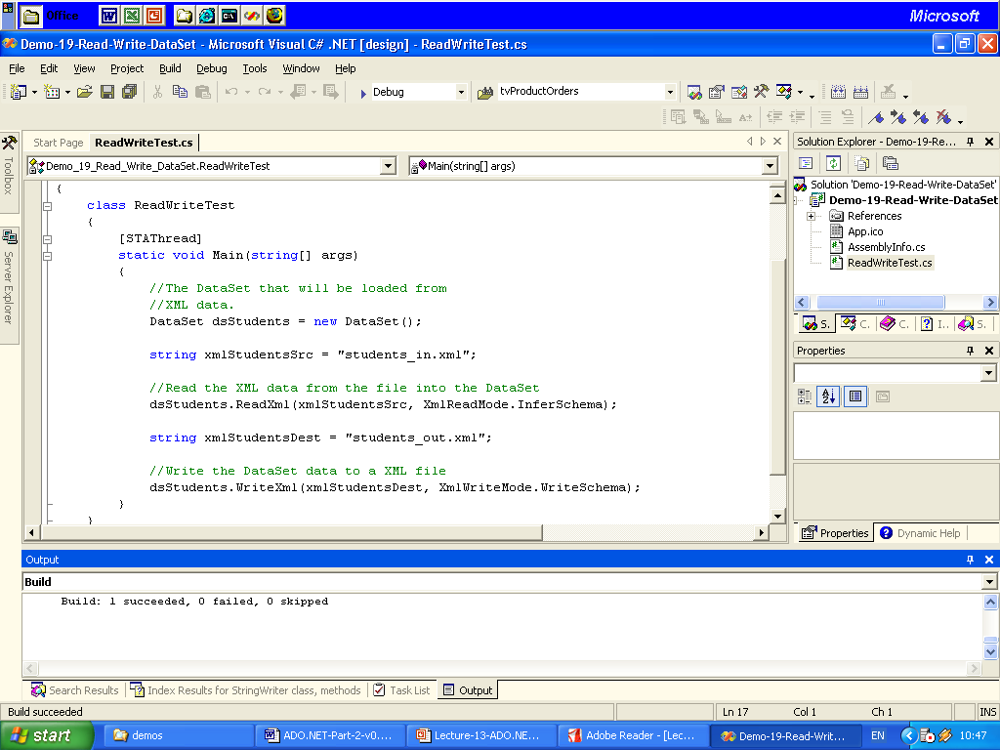 Office
Microsoft
Demo-19-Read-Write-DataSet - Microsoft Visual C# .NET [design] - ReadWriteTest.cs
File Edit View Project Build Debug Tools Window Help
Debug tvProductOrders
Start Page ReadWriteTest.cs
Demo_19_Read_Write_DataSet.ReadWriteTest Main(string[] args)
{
class ReadWriteTest
{
[STAThread]
static void Main(string[] args)
{
//The DataSet that will be loaded from
//XML data.
DataSet dsStudents = new DataSet();
string xmlStudentsSrc = "students_in.xml";
//Read the XML data from the file into the DataSet
dsStudents.ReadXml(xmlStudentsSrc, XmlReadMode.InferSchema);
string xmlStudentsDest = "students_out.xml";
//Write the DataSet data to a XML file
dsStudents.WriteXml(xmlStudentsDest, XmlWriteMode.WriteSchema);
}
}
Toolbox
Server Explorer
Solution Explorer - Demo-19-Re...
Solution 'Demo-19-Read-Write-DataSet'
Demo-19-Read-Write-DataSet
References
App.ico
AssemblyInfo.cs
ReadWriteTest.cs
S. C. C. I.. S.
Properties
Properties Dynamic Help
Output
Build
Build: 1 succeeded, 0 failed, 0 skipped
Search Results Index Results for StringWriter class, methods Task List Output
Build succeeded Ln 17 Col 1 Ch 1 INS
start demos ADO.NET-Part-2-v0.... Lecture-13-ADO.NE... Adobe Reader - [Lec... Demo-19-Read-Writ... EN 10:47